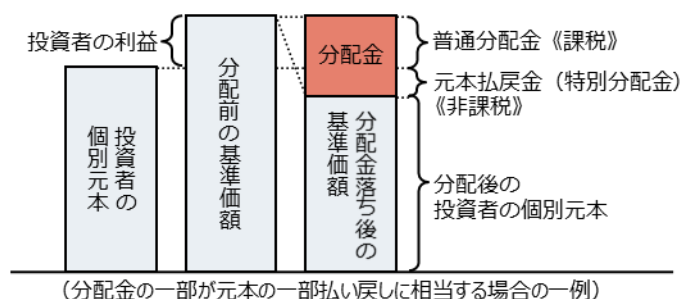 投資者の利益
投資者の
個別元本
分配前の基準価額
分配金
分配金落ち後の
基準価額
普通分配金《課税》
元本払戻金（特別分配金）
《非課税》
分配後の
投資者の個別元本
（分配金の一部が元本の一部払い戻しに相当する場合の一例）